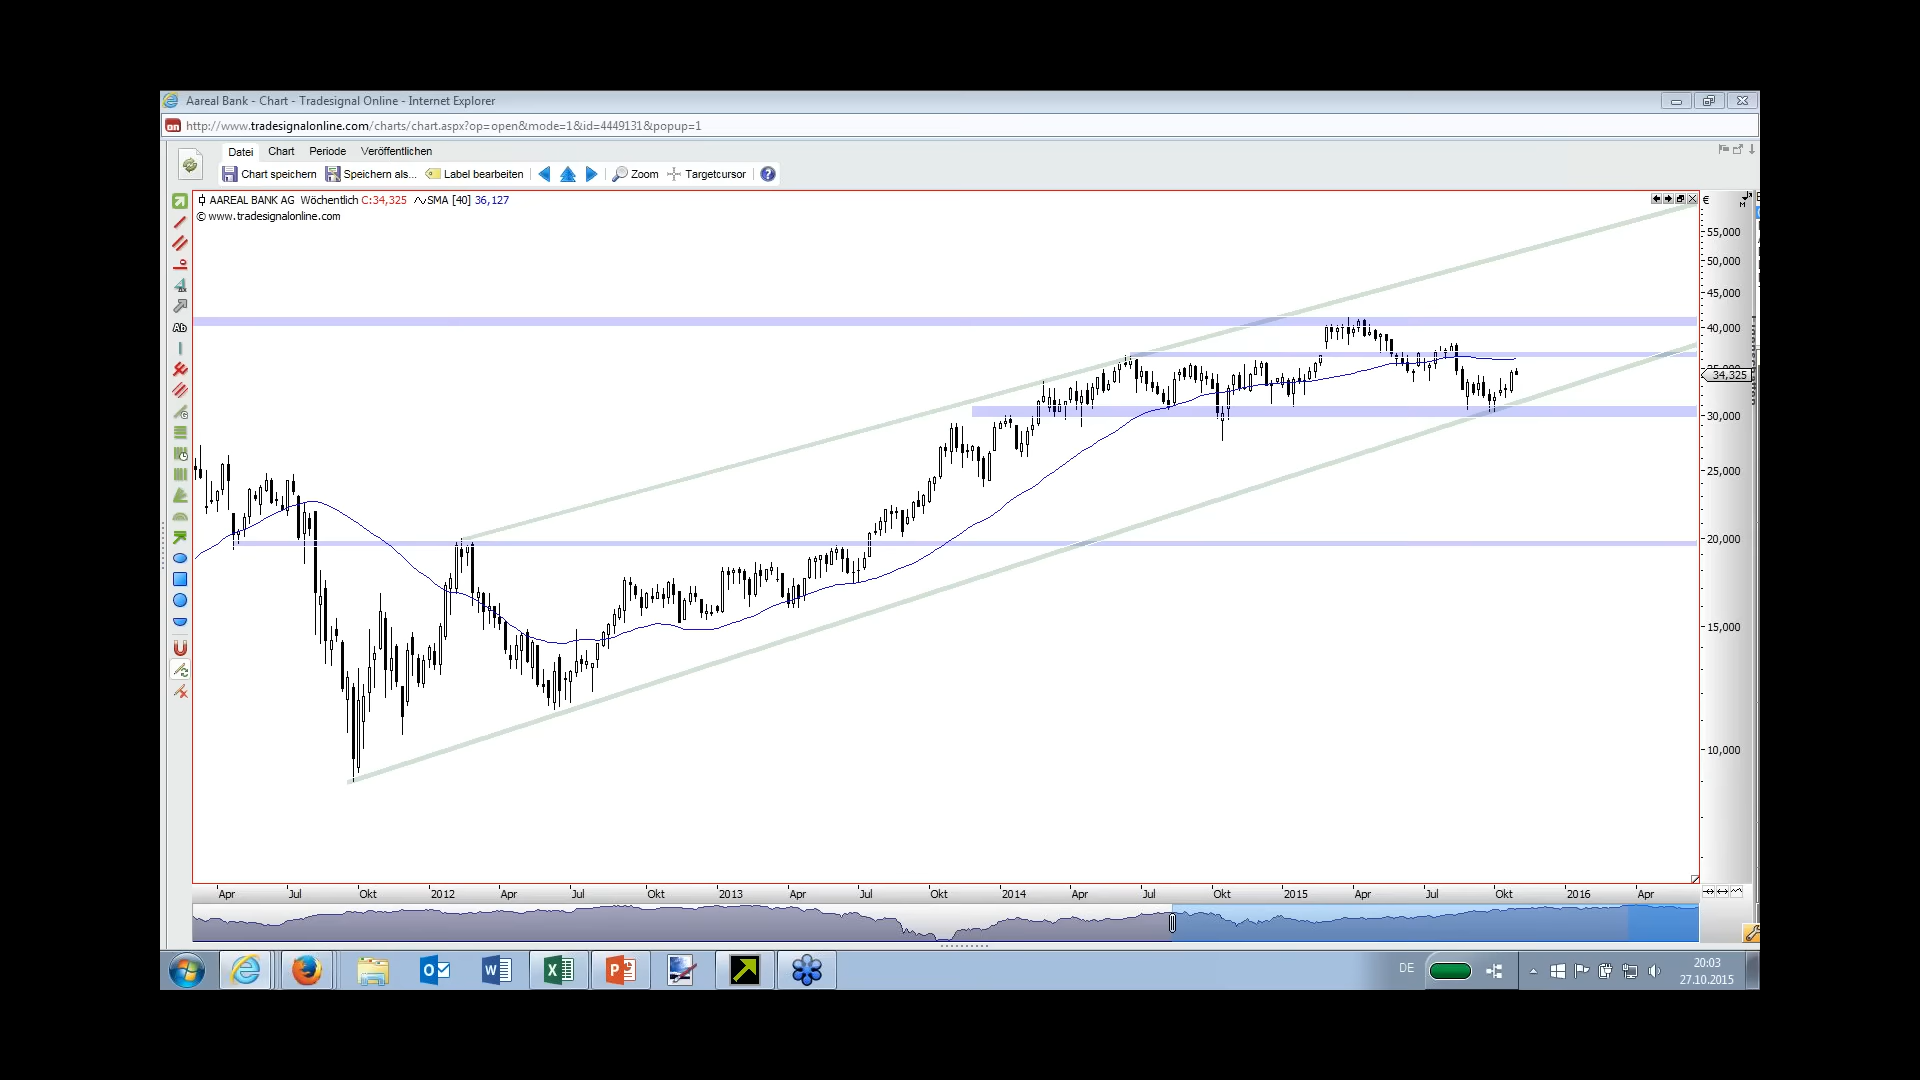 Aareal Bank - Chart - Tradesignal Online - Internet Explorer
on http://www.tradesignalonline.com/charts/chart.aspx?op=open&mode=1&id=4449131&popup=1
Datei Chart Periode Veröffentlichen
Chart speichern Speichern als... Label bearbeiten Zoom Targetcursor ?
AAREAL BANK AG Wöchentlich C:34,325 SMA [40] 36,127
© www.tradesignalonline.com
€
55,000
50,000
45,000
40,000
34,325
30,000
25,000
20,000
15,000
10,000
Ab
Apr Jul Okt 2012 Apr Jul Okt 2013 Apr Jul Okt 2014 Apr Jul Okt 2015 Apr Jul Okt 2016 Apr
DE
20:03
27.10.2015